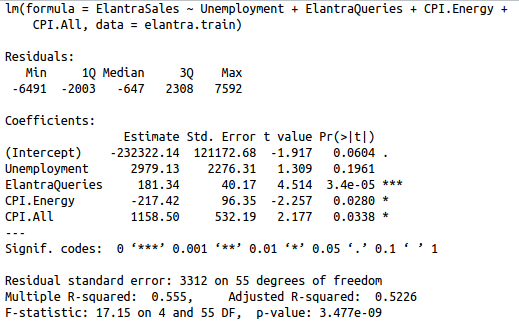 lm(formula = ElantraSales ~ Unemployment + ElantraQueries + CPI.Energy +
    CPI.All, data = elantra.train)
Residuals:
   Min     1Q Median     3Q    Max
 -6491  -2003   -647   2308   7592
Coefficients:
                 Estimate Std. Error t value Pr(>|t|)
(Intercept)    -232322.14  121172.68  -1.917   0.0604 .
Unemployment      2979.13    2276.31   1.309   0.1961
ElantraQueries     181.34      40.17   4.514  3.4e-05 ***
CPI.Energy        -217.42      96.35  -2.257   0.0280 *
CPI.All           1158.50     532.19   2.177   0.0338 *
---
Signif. codes:  0 ‘***’ 0.001 ‘**’ 0.01 ‘*’ 0.05 ‘.’ 0.1 ‘ ’ 1
Residual standard error: 3312 on 55 degrees of freedom
Multiple R-squared:  0.555,     Adjusted R-squared:  0.5226
F-statistic: 17.15 on 4 and 55 DF,  p-value: 3.477e-09